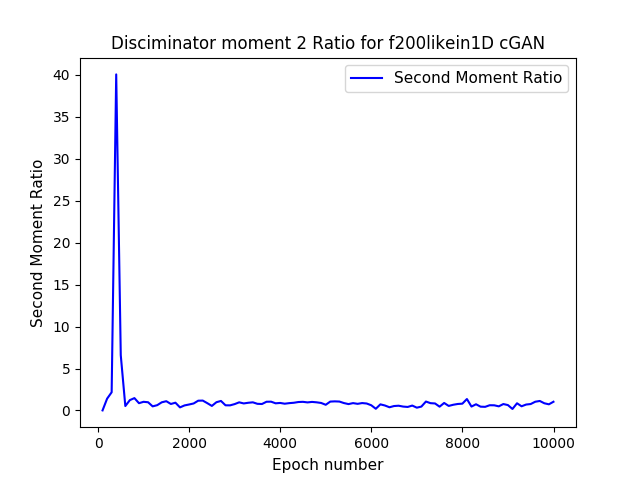 Disciminator moment 2 Ratio for f200likein1D cGAN
Second Moment Ratio
40
35
30
25
20
15
10
5
0
Second Moment Ratio
0 2000 4000 6000 8000 10000
Epoch number